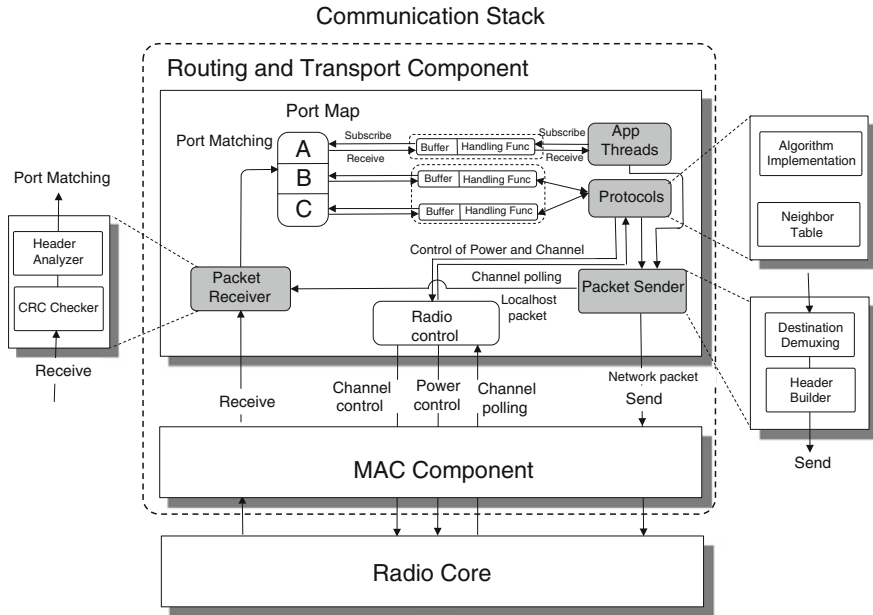 Communication Stack
Routing and Transport Component
Port Map
Port Matching
A
B
C
Subscribe
Receive
Buffer
Handling Func
Subscribe
Receive
App
Threads
Buffer
Handling Func
Buffer
Handling Func
Protocols
Algorithm
Implementation
Neighbor
Table
Port Matching
Header
Analyzer
CRC Checker
Receive
Packet
Receiver
Control of Power and Channel
Channel polling
Localhost
packet
Packet Sender
Radio
control
Destination
Demuxing
Header
Builder
Send
Receive
Channel
control
Power
control
Channel
polling
Network packet
Send
MAC Component
Radio Core